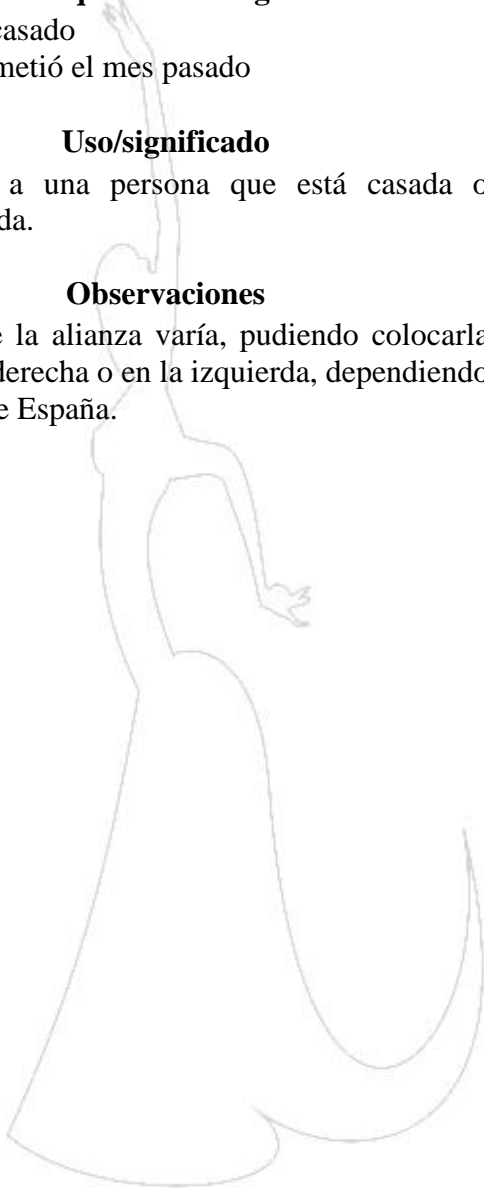 casado
metió el mes pasado
Uso/significado
a una persona que está casada o
da.
Observaciones
e la alianza varía, pudiendo colocarla
derecha o en la izquierda, dependiendo
e España.